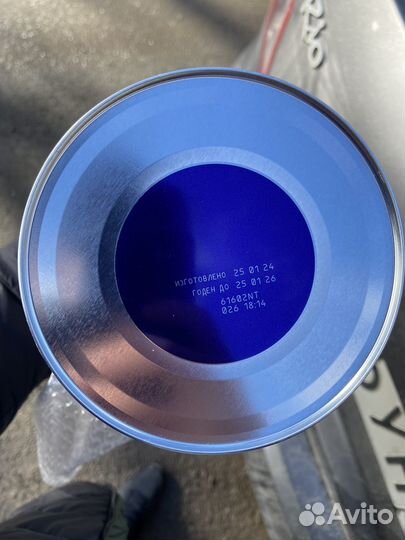 ИЗГОТОВЛЕНО 25 01 24
ГОДЕН ДО 25 01 26
61602NT
026 18:14
Avito